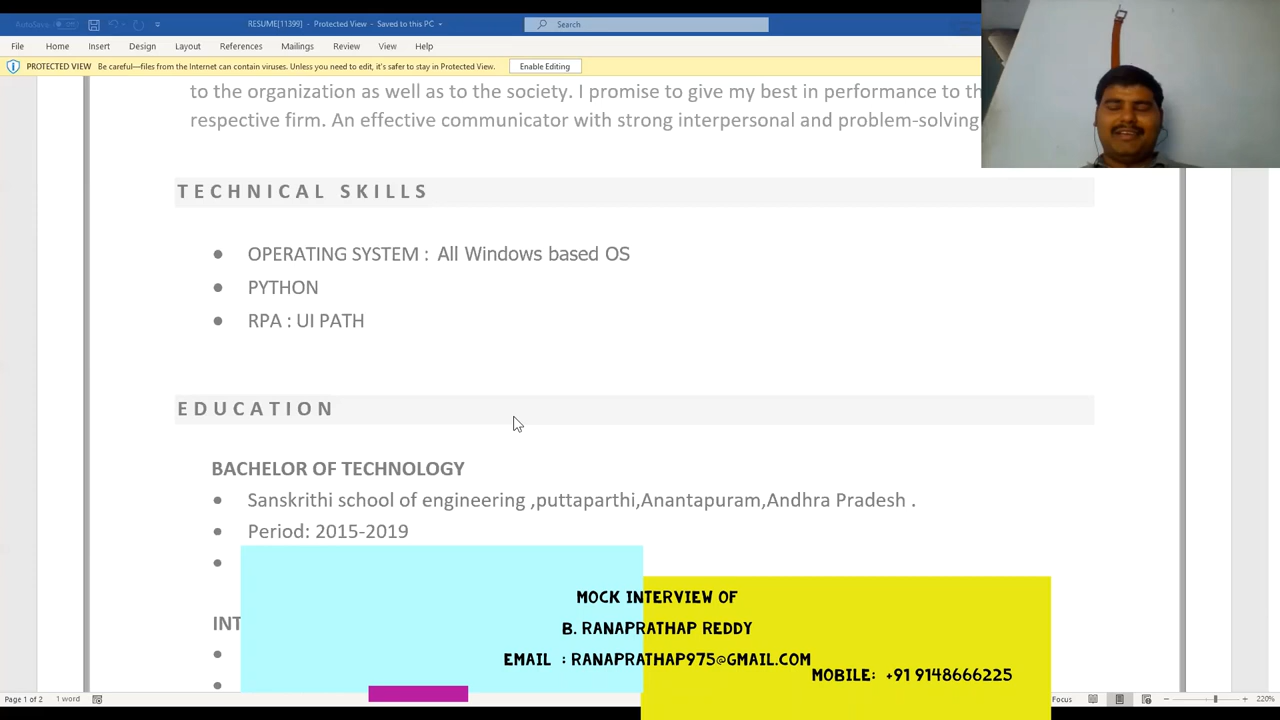 AutoSave
RESUME[11399] - Protected View - Saved to this PC
Search
File Home Insert Design Layout References Mailings Review View Help
PROTECTED VIEW Be careful—files from the Internet can contain viruses. Unless you need to edit, it's safer to stay in Protected View. Enable Editing
to the organization as well as to the society. I promise to give my best in performance to th
respective firm. An effective communicator with strong interpersonal and problem-solving
TECHNICAL SKILLS
● OPERATING SYSTEM : All Windows based OS
● PYTHON
● RPA : UI PATH
EDUCATION
BACHELOR OF TECHNOLOGY
● Sanskrithi school of engineering ,puttaparthi,Anantapuram,Andhra Pradesh .
● Period: 2015-2019
INT
MOCK INTERVIEW OF
B. RANAPRATHAP REDDY
EMAIL : RANAPRATHAP975@GMAIL.COM
MOBILE: +91 9148666225
Page 1 of 2 1 word Focus 220%